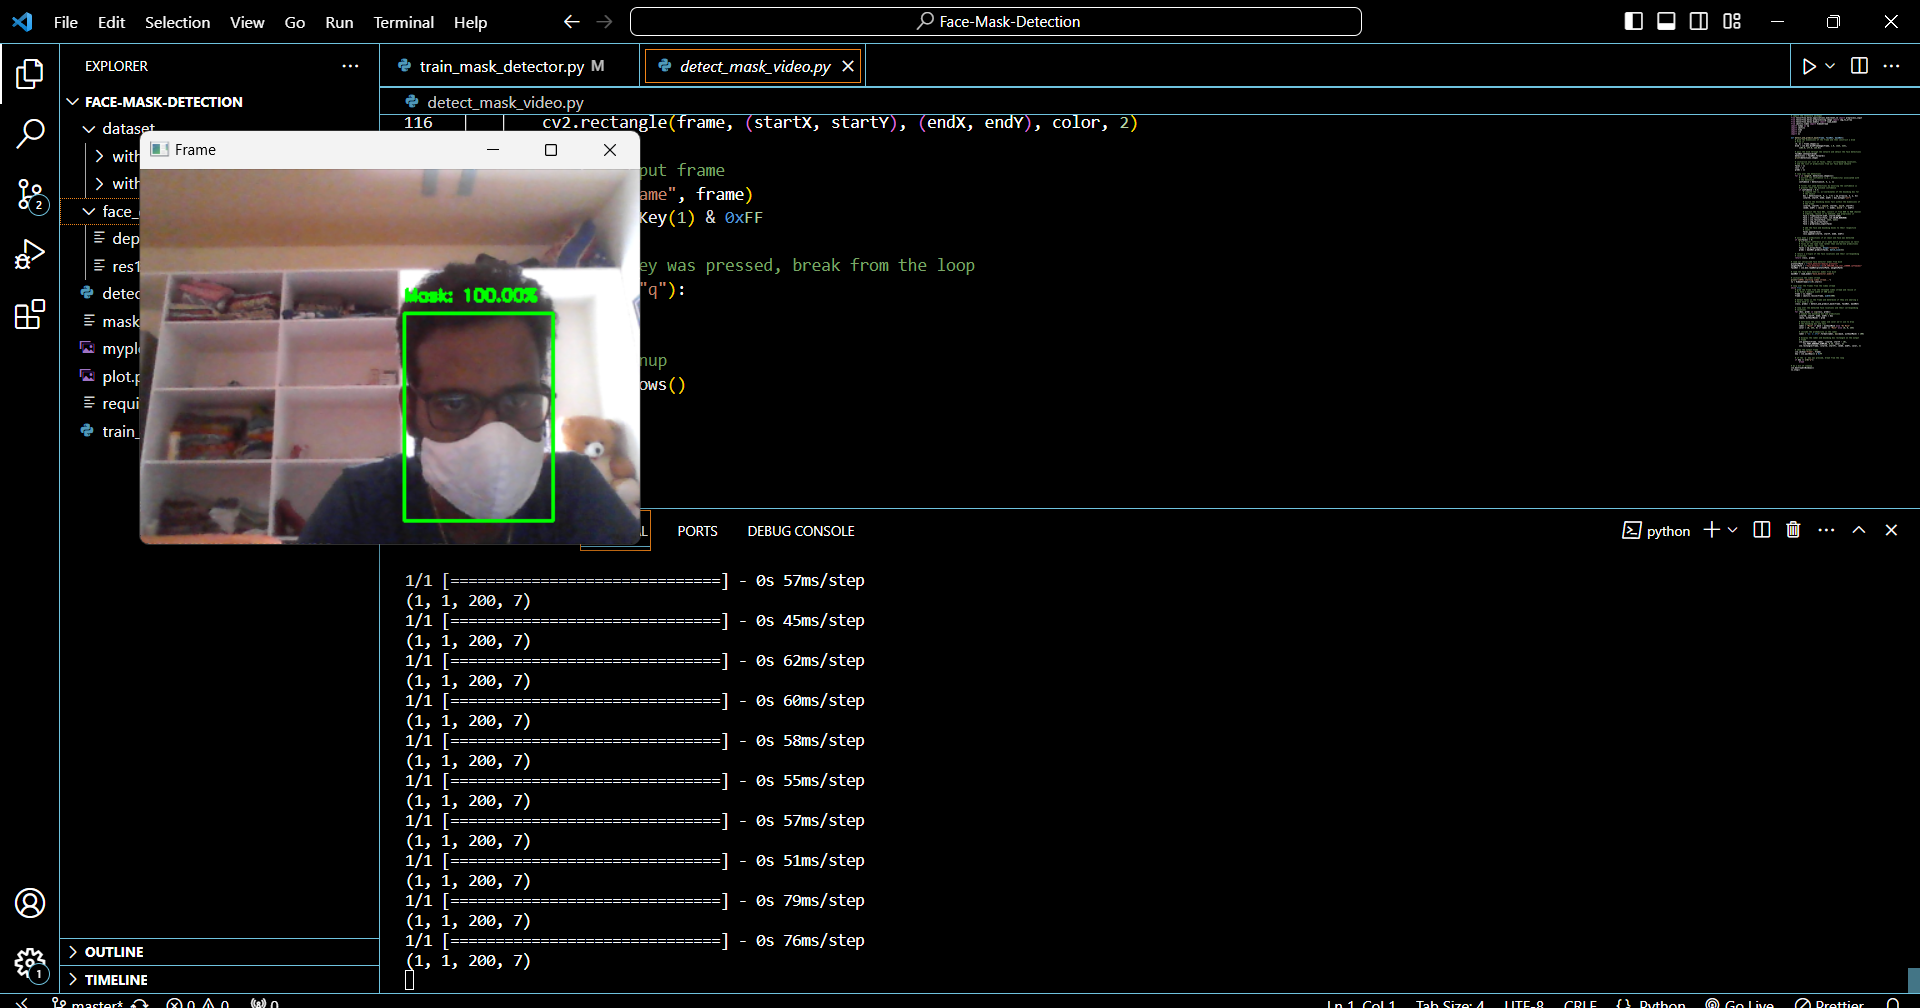 File Edit Selection View Go Run Terminal Help
Face-Mask-Detection
EXPLORER
FACE-MASK-DETECTION
dataset
with
with
face_
dep
res1
detec
mask
mypl
plot.p
requi
train_
OUTLINE
TIMELINE
train_mask_detector.py M
detect_mask_video.py
detect_mask_video.py
116 cv2.rectangle(frame, (startX, startY), (endX, endY), color, 2)
put frame
ame", frame)
Key(1) & 0xFF
ey was pressed, break from the loop
"q"):
nup
ows()
Frame
Mask: 100.00%
L PORTS DEBUG CONSOLE
python
1/1 [==============================] - 0s 57ms/step
(1, 1, 200, 7)
1/1 [==============================] - 0s 45ms/step
(1, 1, 200, 7)
1/1 [==============================] - 0s 62ms/step
(1, 1, 200, 7)
1/1 [==============================] - 0s 60ms/step
(1, 1, 200, 7)
1/1 [==============================] - 0s 58ms/step
(1, 1, 200, 7)
1/1 [==============================] - 0s 55ms/step
(1, 1, 200, 7)
1/1 [==============================] - 0s 57ms/step
(1, 1, 200, 7)
1/1 [==============================] - 0s 51ms/step
(1, 1, 200, 7)
1/1 [==============================] - 0s 79ms/step
(1, 1, 200, 7)
1/1 [==============================] - 0s 76ms/step
(1, 1, 200, 7)
2
1
master* 0 0 0
Ln 1, Col 1 Tab Size: 4 UTF-8 CRLF { } Python Go Live Prettier